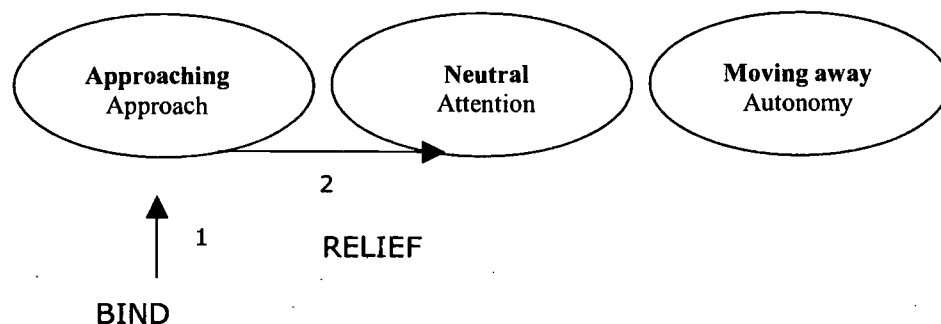 Approaching
Approach
Neutral
Attention
Moving away
Autonomy
2
1
RELIEF
BIND